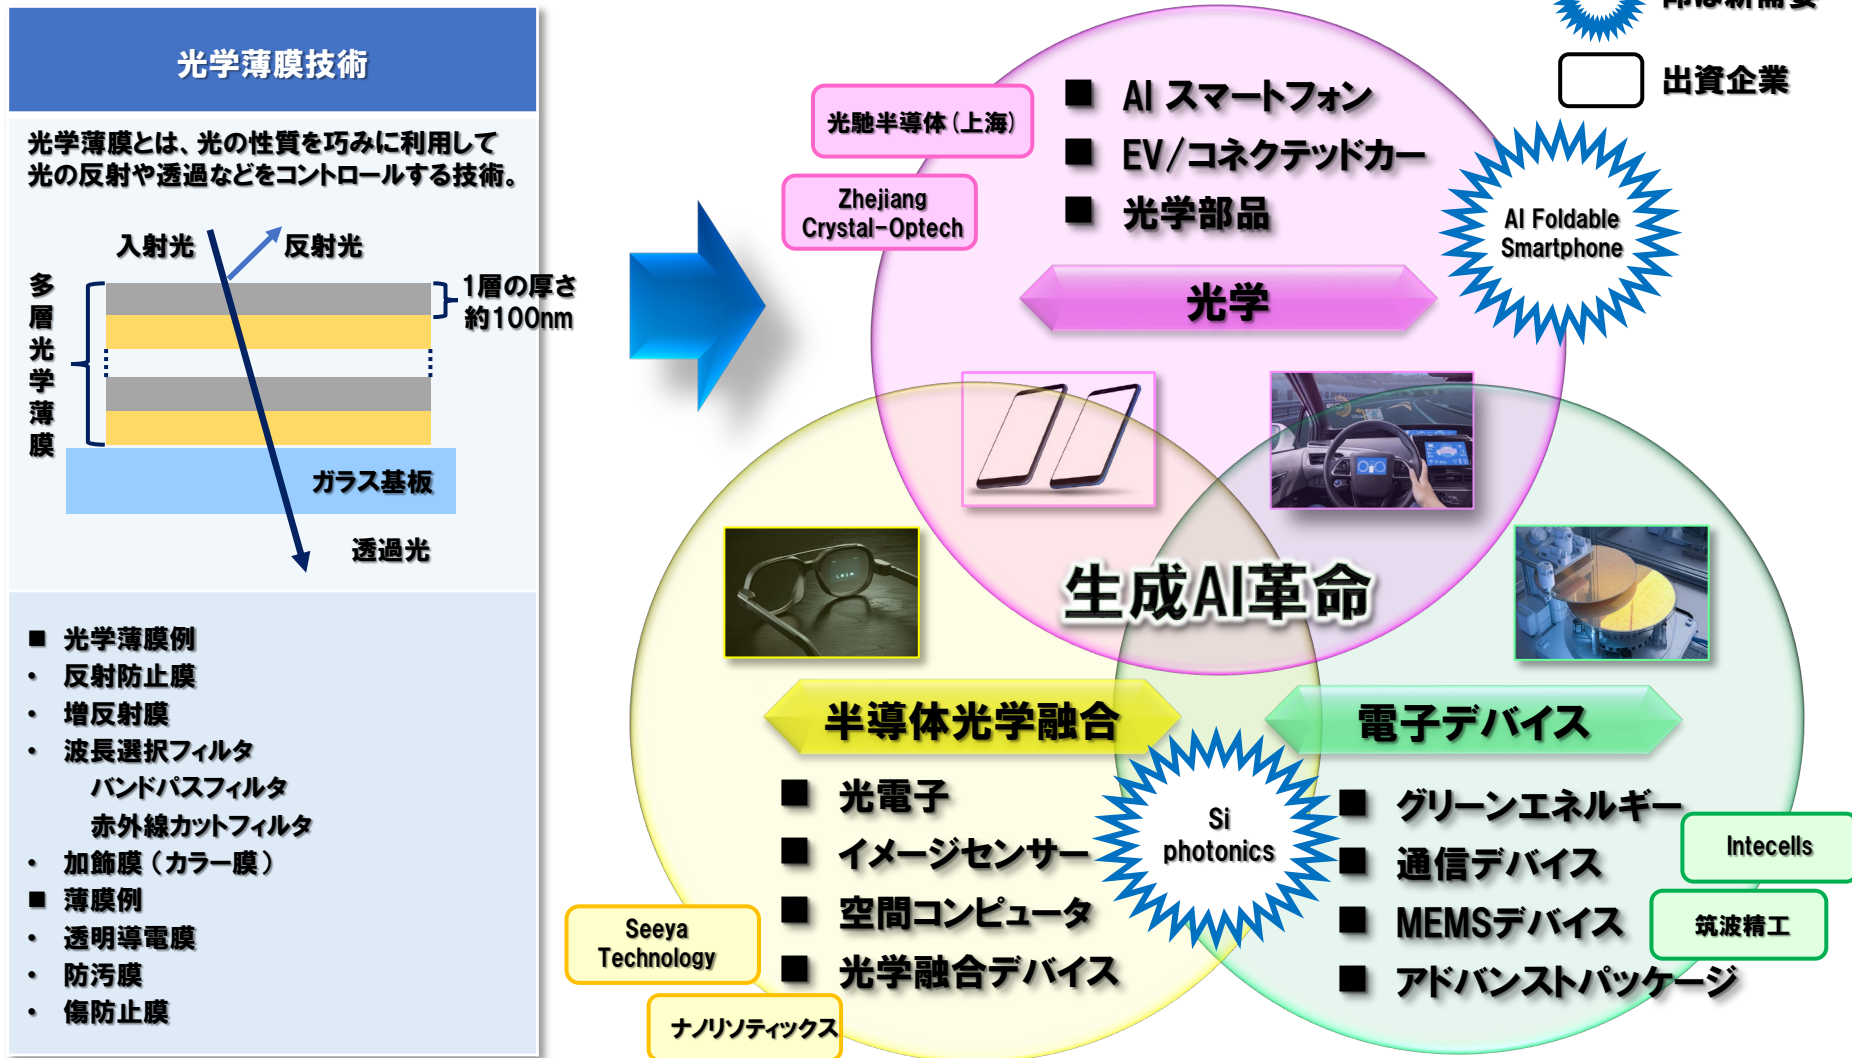 光学薄膜技術
光学薄膜とは、光の性質を巧みに利用して
光の反射や透過などをコントロールする技術。
入射光
反射光
多層光学薄膜
1層の厚さ
約100nm
ガラス基板
透過光
■ 光学薄膜例
・ 反射防止膜
・ 増反射膜
・ 波長選択フィルタ
バンドパスフィルタ
赤外線カットフィルタ
・ 加飾膜(カラー膜)
■ 薄膜例
・ 透明導電膜
・ 防汚膜
・ 傷防止膜
印は新需要
出資企業
光馳半導体(上海)
Zhejiang
Crystal-Optech
■ AI スマートフォン
■ EV/コネクテッドカー
■ 光学部品
AI Foldable
Smartphone
光学
生成AI革命
半導体光学融合
■ 光電子
■ イメージセンサー
■ 空間コンピュータ
■ 光学融合デバイス
Seeya
Technology
ナノリソティックス
Si
photonics
電子デバイス
■ グリーンエネルギー
■ 通信デバイス
■ MEMSデバイス
■ アドバンストパッケージ
Intecells
筑波精工